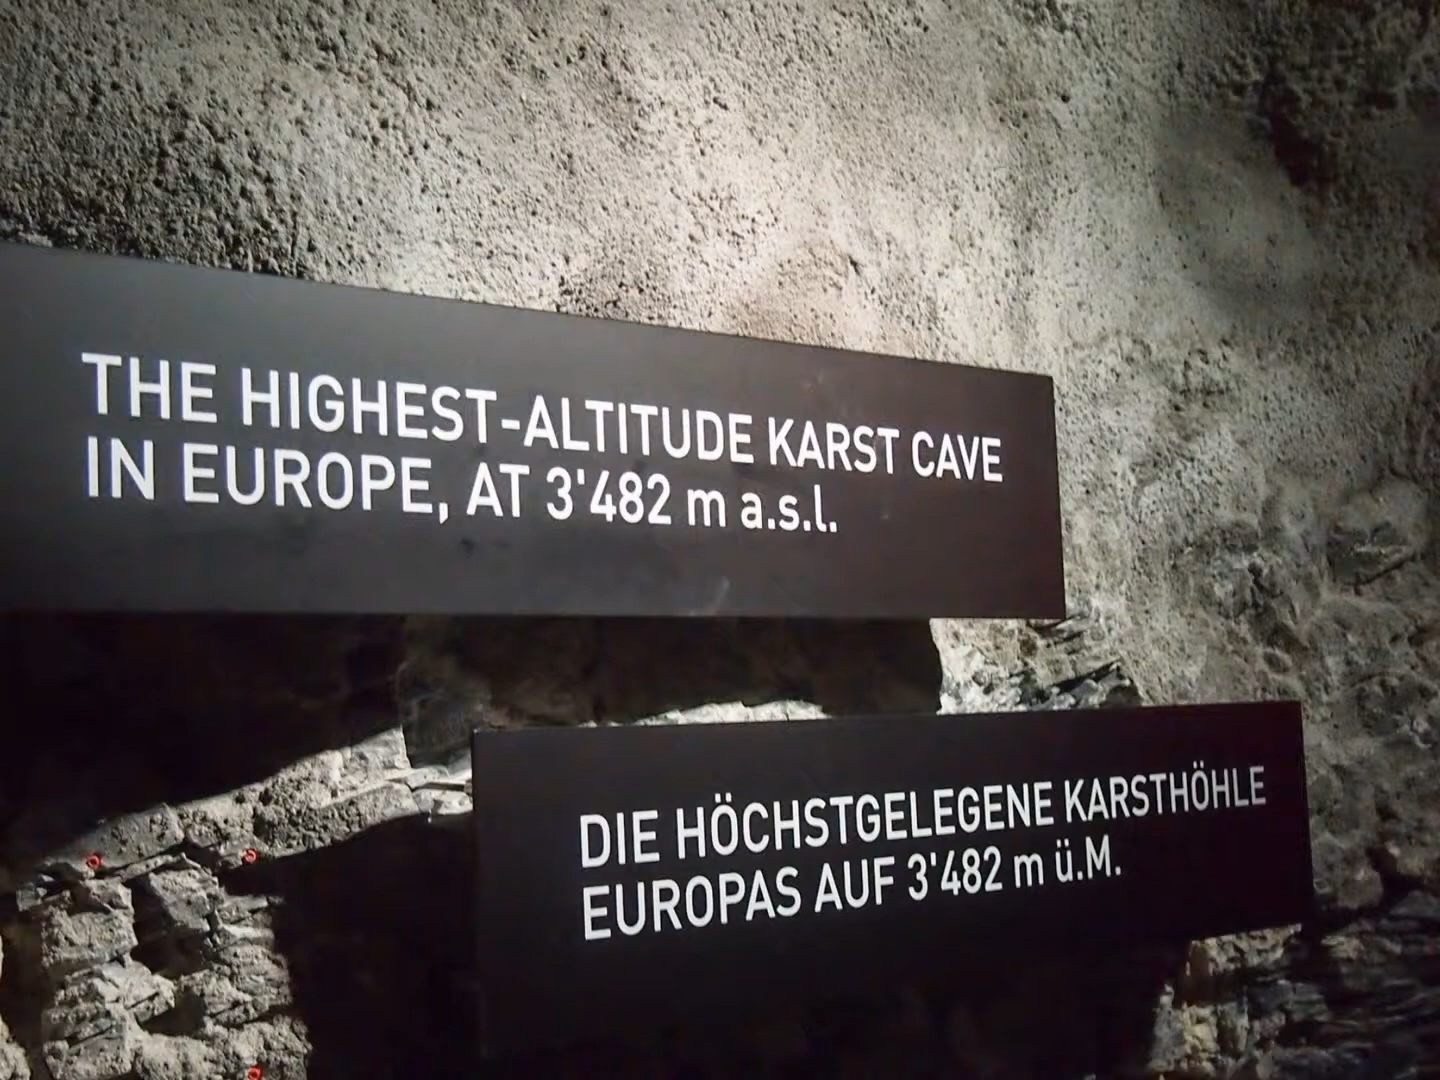 THE HIGHEST-ALTITUDE KARST CAVE
IN EUROPE, AT 3'482 m a.s.l.
DIE HÖCHSTGELEGENE KARSTHÖHLE
EUROPAS AUF 3'482 m ü.M.